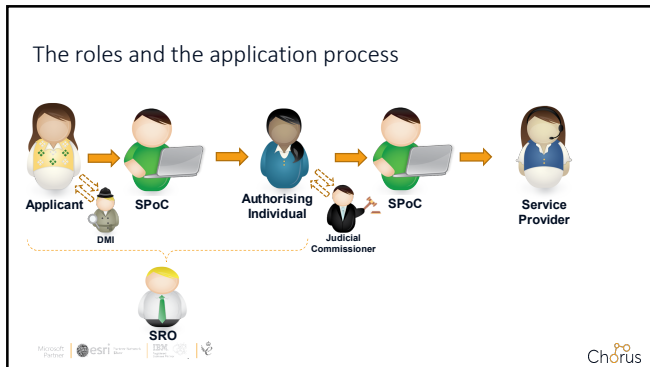 The roles and the application process
Applicant
SPoC
Authorising
Individual
SPoC
Service
Provider
DMI
Judicial
Commissioner
SRO
Microsoft
Partner
esri
IBM
Chorus